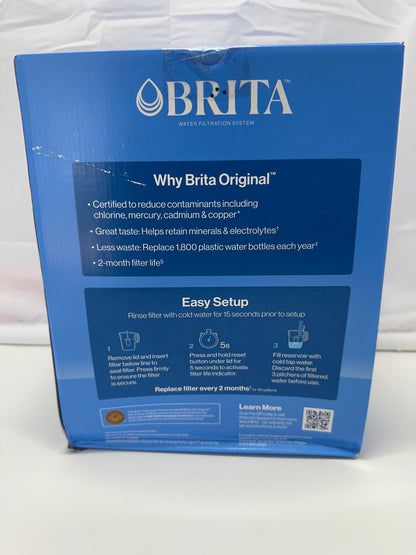 BRITA™
WATER FILTRATION SYSTEM
Why Brita Original™
• Certified to reduce contaminants including
chlorine, mercury, cadmium & copper*
• Great taste: Helps retain minerals & electrolytes†
• Less waste: Replace 1,800 plastic water bottles each year‡
• 2-month filter life§
Easy Setup
Rinse filter with cold water for 15 seconds prior to setup
1
Remove lid and insert
filter below line to
seal filter. Press firmly
to ensure the filter
is secure.
2 5s
Press and hold reset
button under lid for
5 seconds to activate
filter life indicator.
3
Fill reservoir with
cold tap water.
Discard the first
3 pitchers of filtered
water before use.
Replace filter every 2 months‡ or 40 gallons.
Learn More